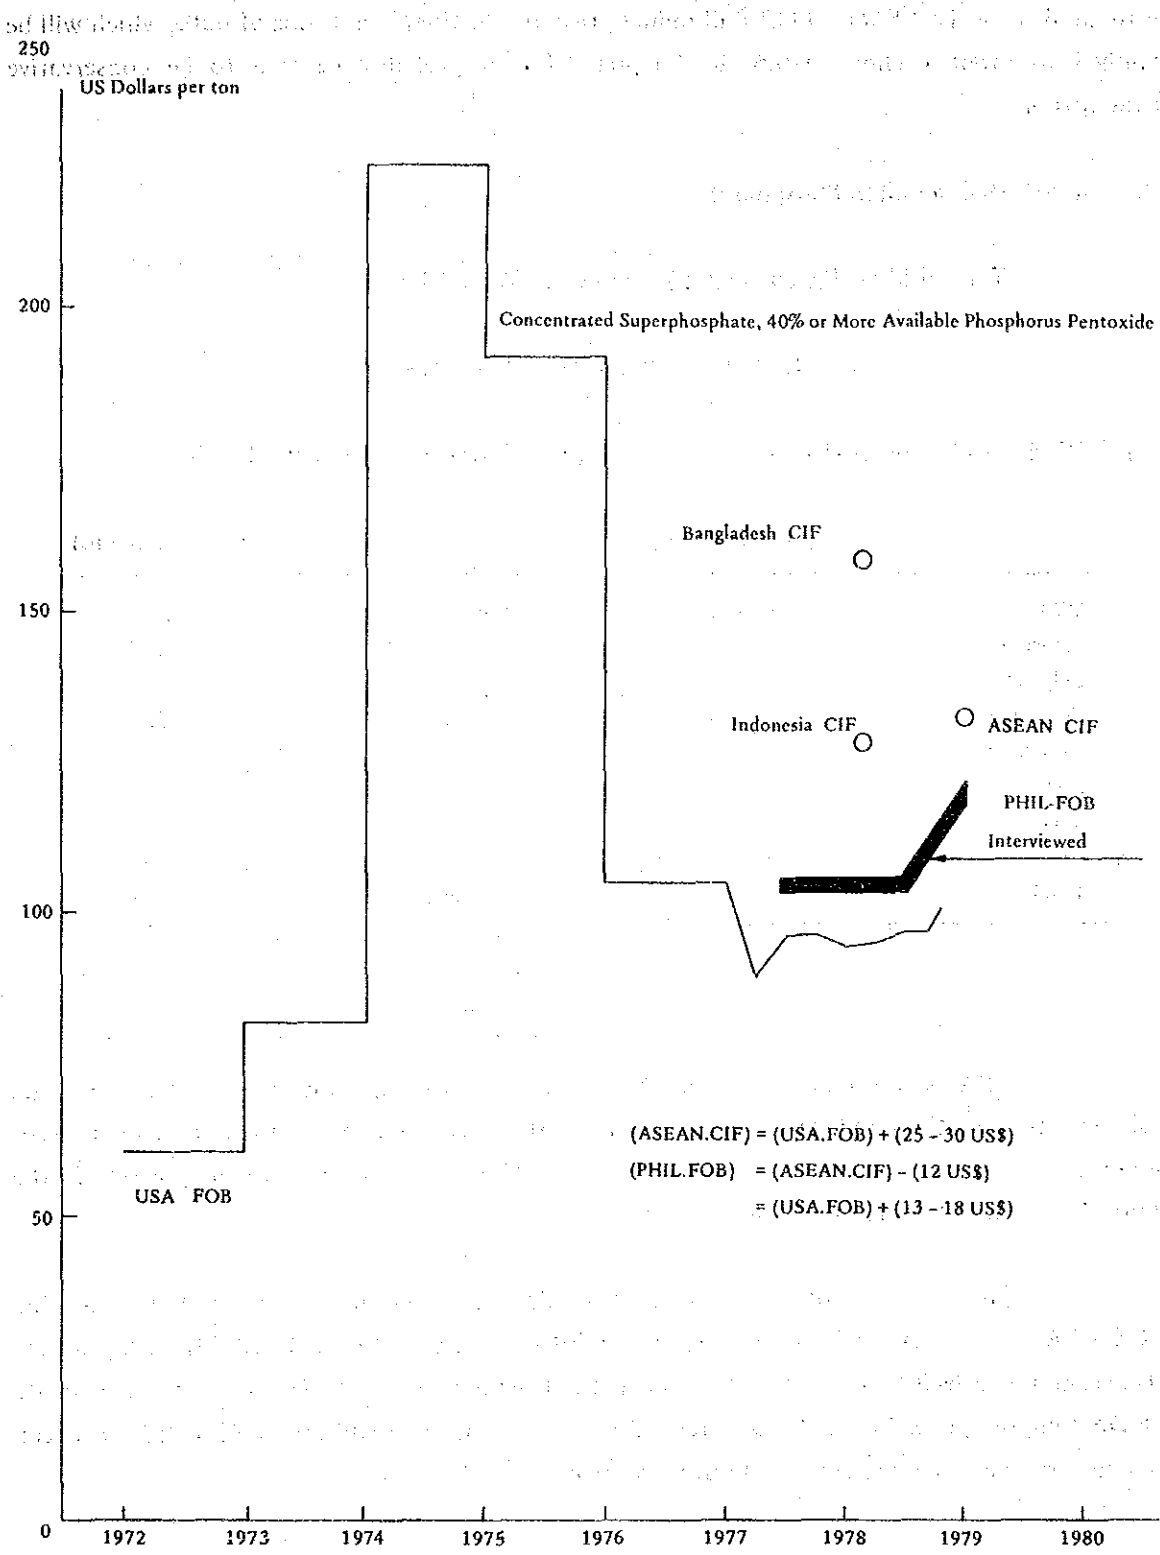 250
US Dollars per ton
200
Concentrated Superphosphate, 40% or More Available Phosphorus Pentoxide
Bangladesh CIF
150
Indonesia CIF
ASEAN CIF
PHIL-FOB
Interviewed
100
(ASEAN.CIF) = (USA.FOB) + (25 – 30 US$)
(PHIL.FOB) = (ASEAN.CIF) – (12 US$)
= (USA.FOB) + (13 – 18 US$)
USA FOB
50
0
1972 1973 1974 1975 1976 1977 1978 1979 1980